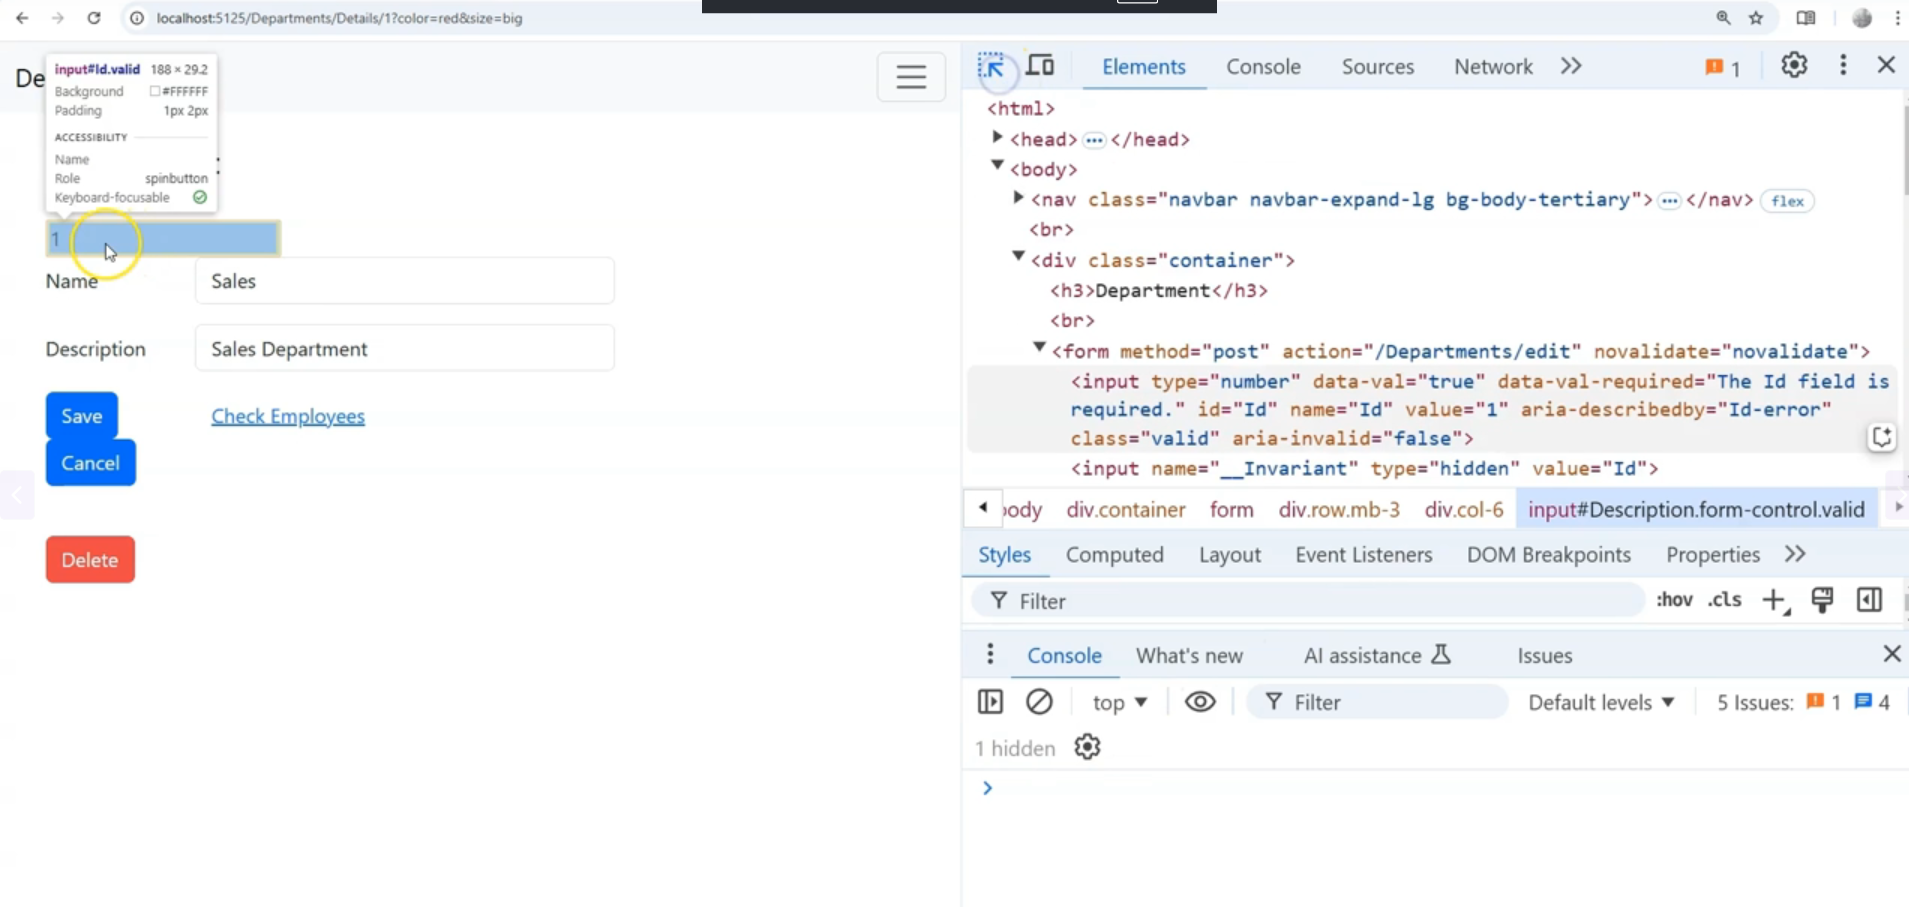 localhost:5125/Departments/Details/1?color=red&size=big
De
input#Id.valid 188 × 29.2
Background #FFFFFF
Padding 1px 2px
ACCESSIBILITY
Name
Role spinbutton
Keyboard-focusable
:
1
Name Sales
Description Sales Department
Save Check Employees
Cancel
Delete
Elements Console Sources Network 1
<html>
<head> ••• </head>
<body>
<nav class="navbar navbar-expand-lg bg-body-tertiary"> ••• </nav> flex
<br>
<div class="container">
<h3>Department</h3>
<br>
<form method="post" action="/Departments/edit" novalidate="novalidate">
<input type="number" data-val="true" data-val-required="The Id field is
required." id="Id" name="Id" value="1" aria-describedby="Id-error"
class="valid" aria-invalid="false">
<input name="__Invariant" type="hidden" value="Id">
body div.container form div.row.mb-3 div.col-6 input#Description.form-control.valid
Styles Computed Layout Event Listeners DOM Breakpoints Properties
Filter :hov .cls
Console What's new AI assistance Issues
top Filter Default levels 5 Issues: 1 4
1 hidden